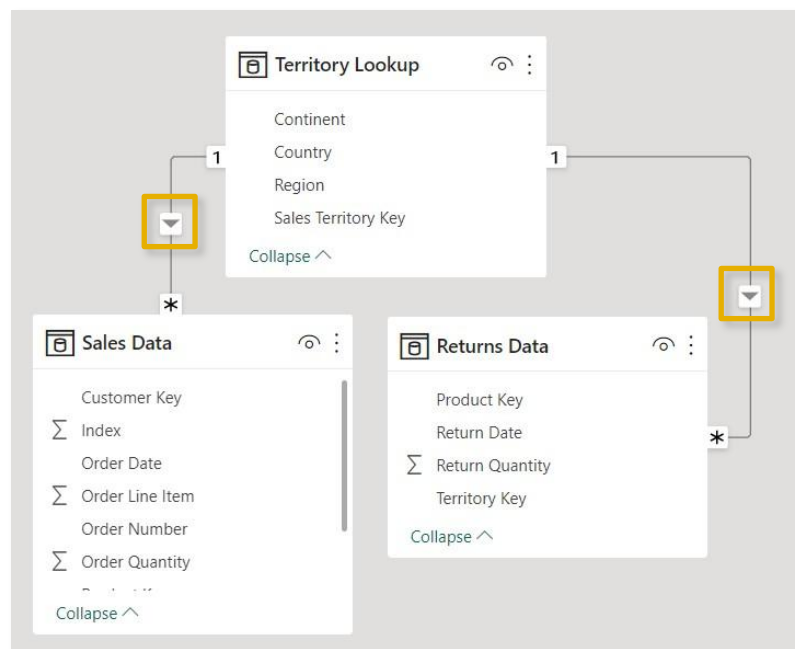 Territory Lookup
Continent
Country
Region
Sales Territory Key
Collapse
1
1
*
*
Sales Data
Customer Key
Index
Order Date
Order Line Item
Order Number
Order Quantity
Collapse
Returns Data
Product Key
Return Date
Return Quantity
Territory Key
Collapse